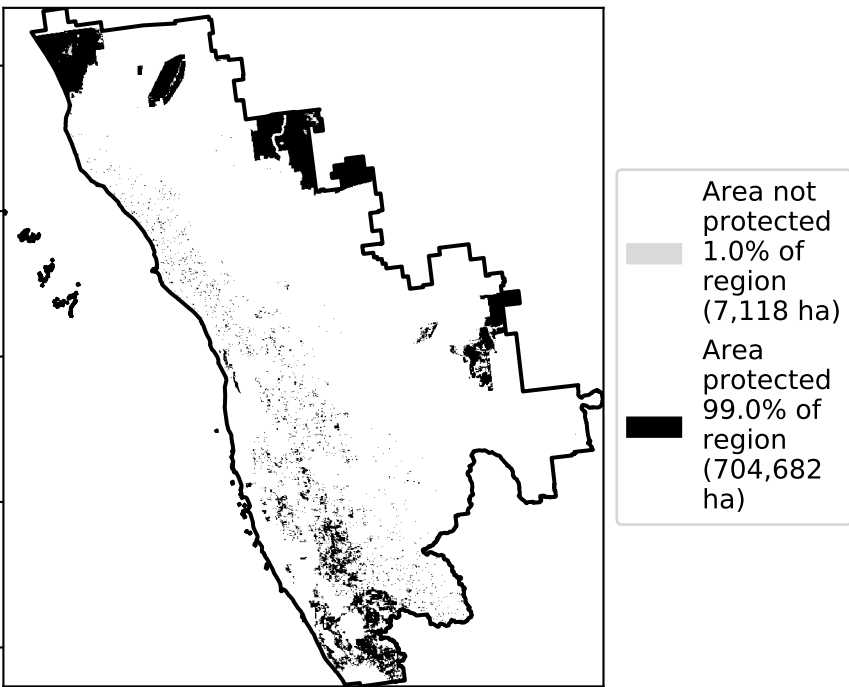 Area not
protected
1.0% of
region
(7,118 ha)
Area
protected
99.0% of
region
(704,682
ha)